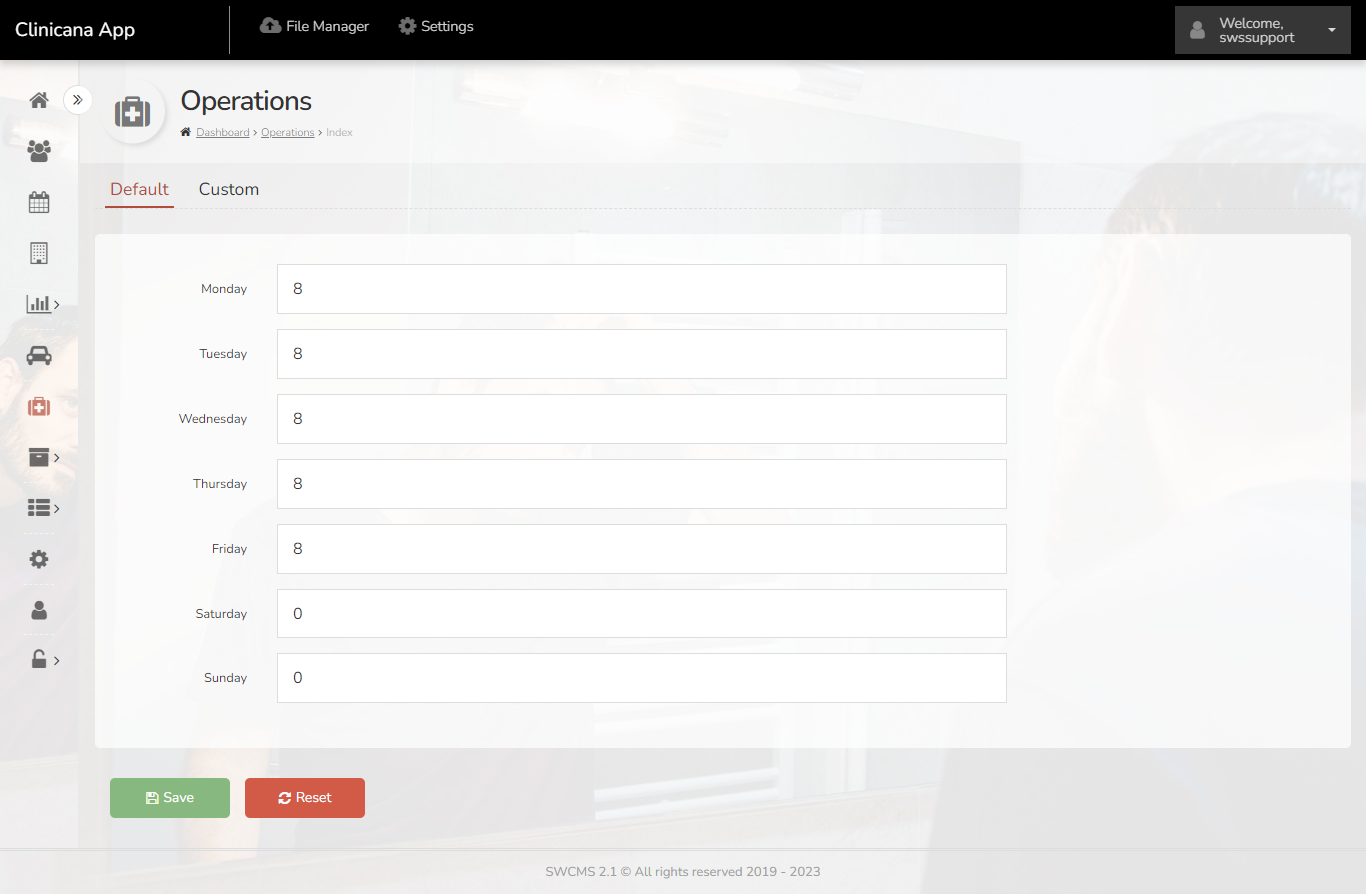 Clinicana App
File Manager
Settings
Welcome,
swssupport
Operations
Dashboard › Operations › Index
Default
Custom
Monday
8
Tuesday
8
Wednesday
8
Thursday
8
Friday
8
Saturday
0
Sunday
0
Save
Reset
SWCMS 2.1 © All rights reserved 2019 - 2023